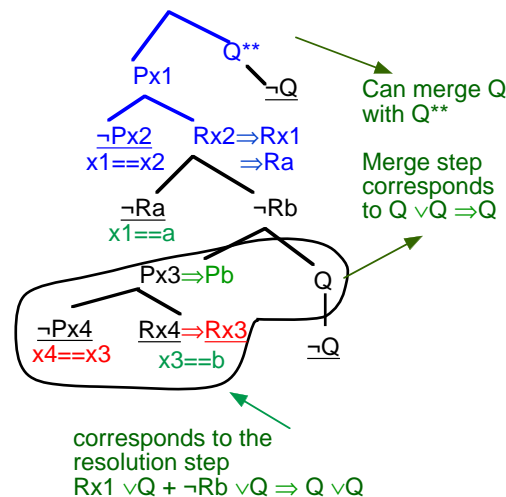 Q**
Px1
¬Q
Can merge Q
with Q**
¬Px2
Rx2⇒Rx1
x1==x2
⇒Ra
Merge step
corresponds
to Q ∨Q ⇒Q
¬Ra
¬Rb
x1==a
Px3⇒Pb
Q
¬Px4
Rx4⇒Rx3
x4==x3
x3==b
¬Q
corresponds to the
resolution step
Rx1 ∨Q + ¬Rb ∨Q ⇒ Q ∨Q